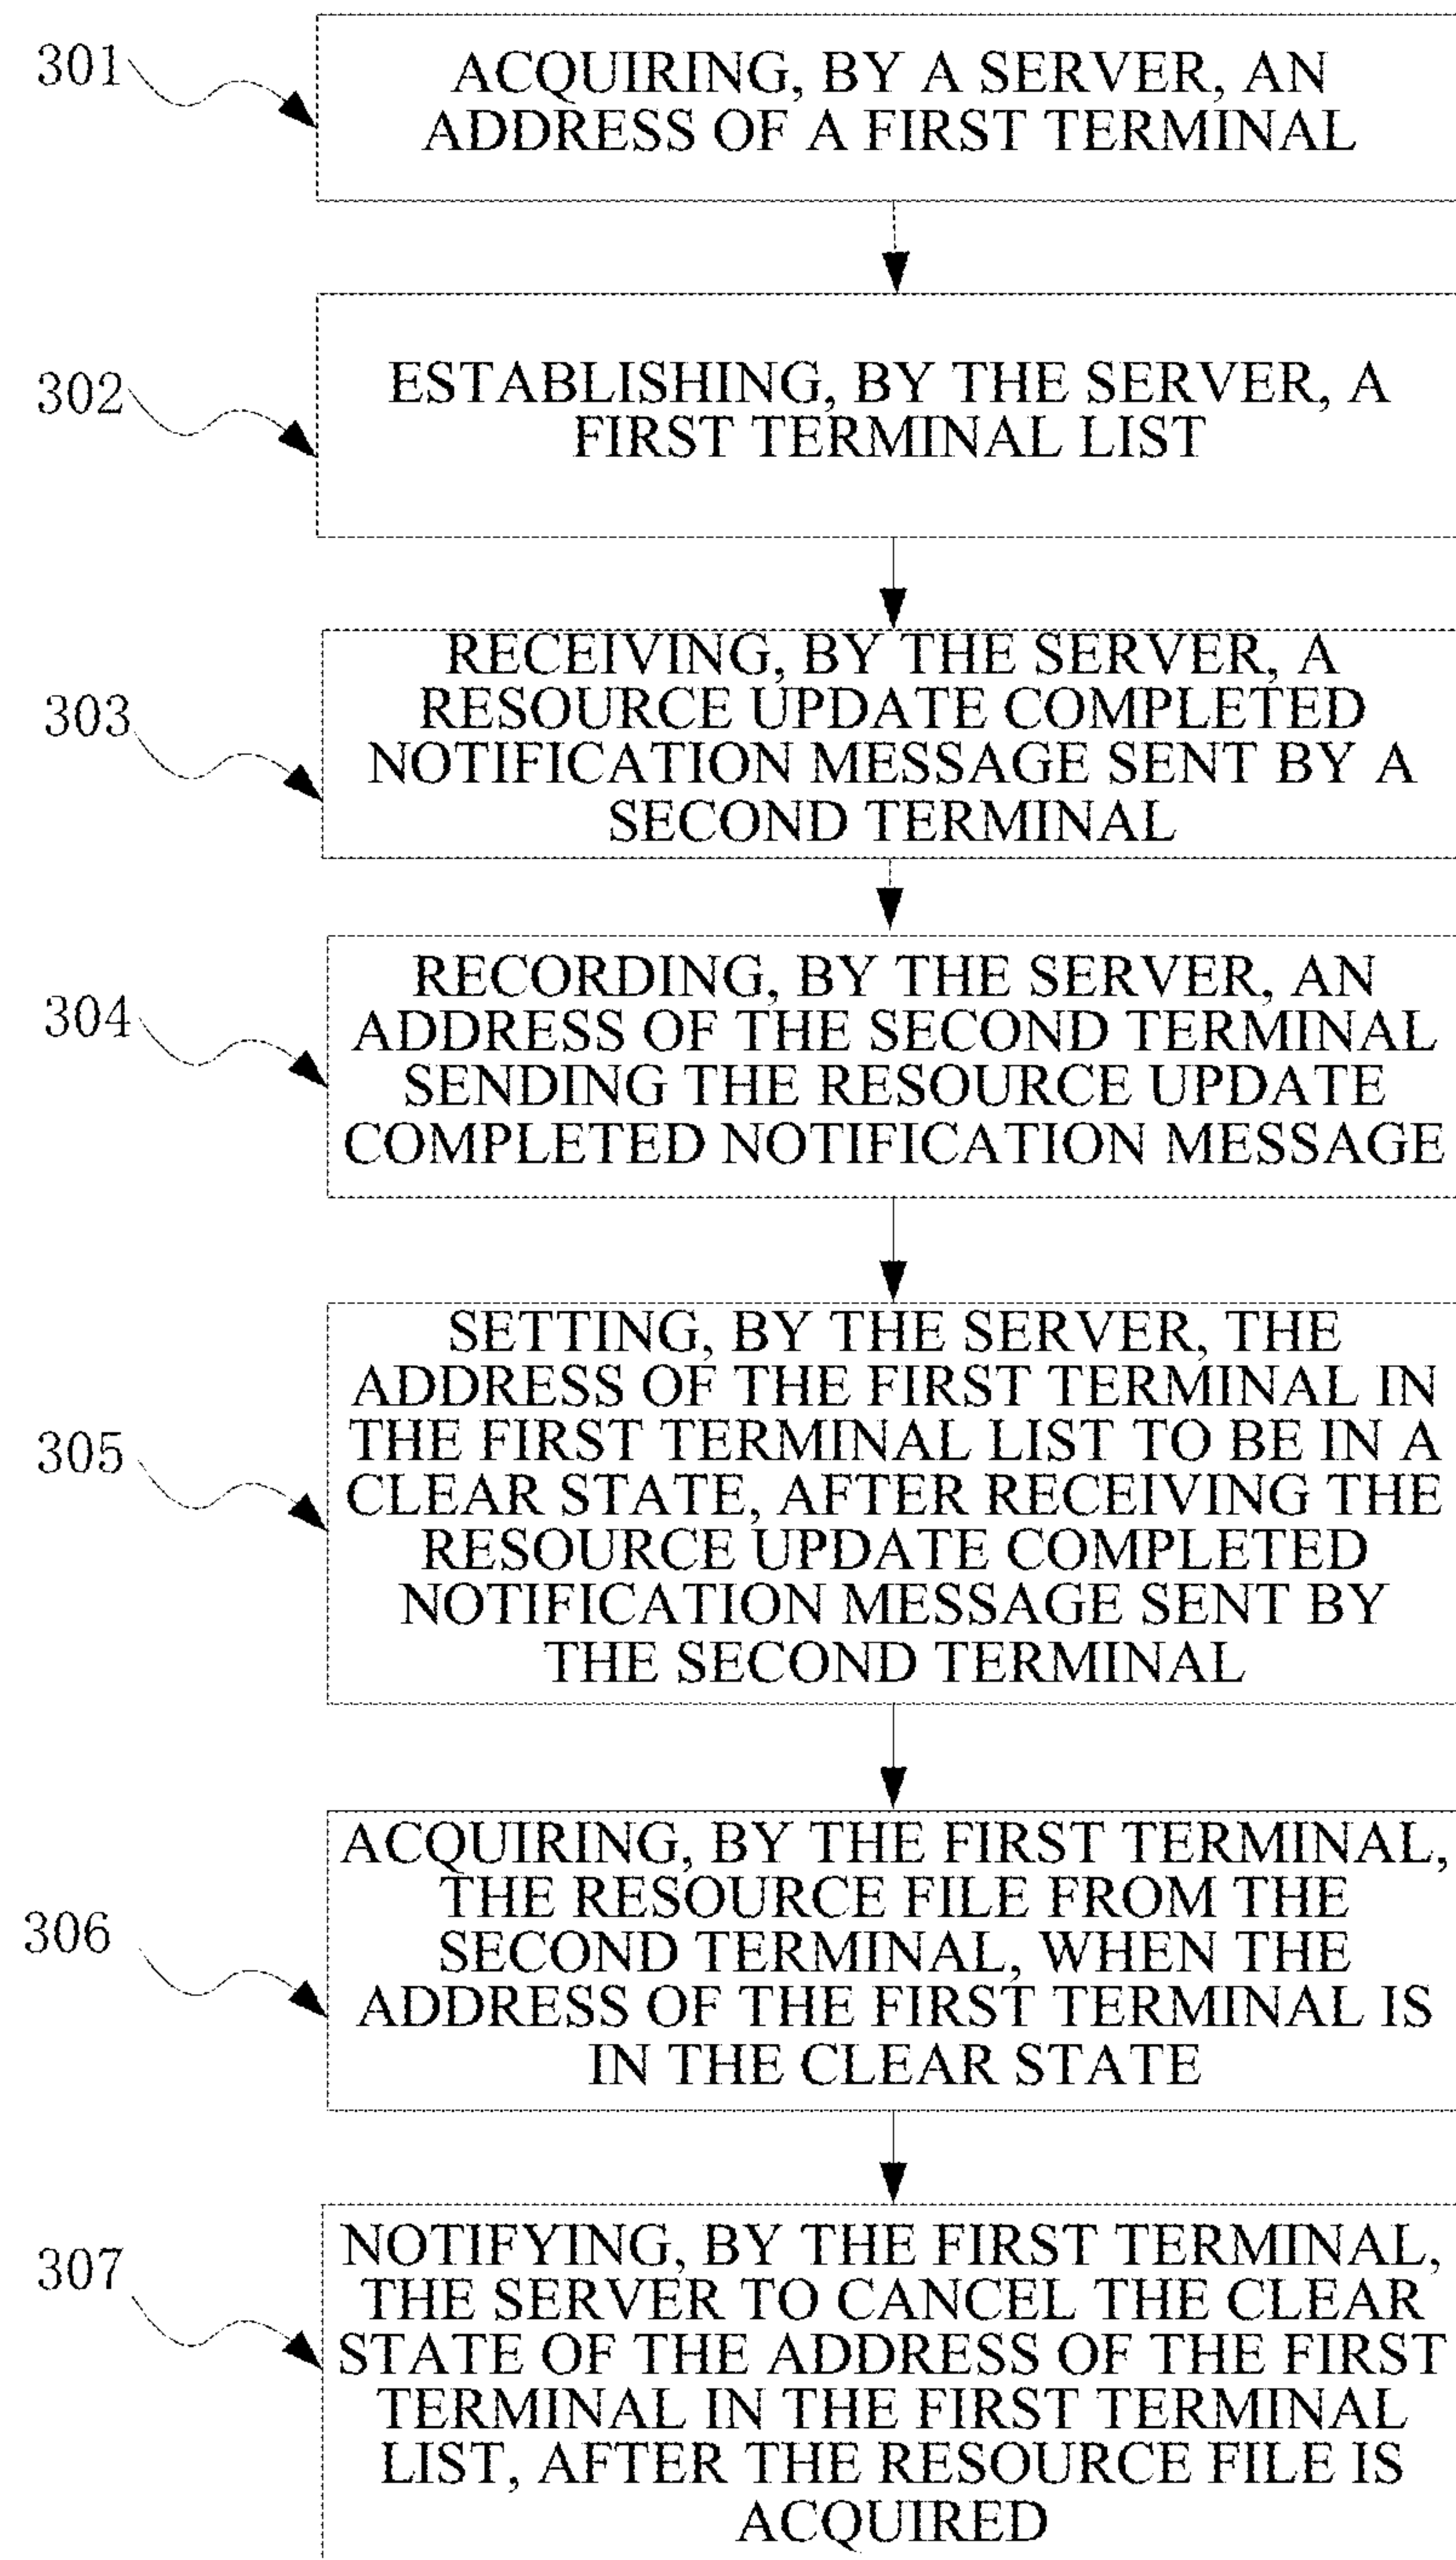 301
ACQUIRING, BY A SERVER, AN
ADDRESS OF A FIRST TERMINAL
302
ESTABLISHING, BY THE SERVER, A
FIRST TERMINAL LIST
303
RECEIVING, BY THE SERVER, A
RESOURCE UPDATE COMPLETED
NOTIFICATION MESSAGE SENT BY A
SECOND TERMINAL
304
RECORDING, BY THE SERVER, AN
ADDRESS OF THE SECOND TERMINAL
SENDING THE RESOURCE UPDATE
COMPLETED NOTIFICATION MESSAGE
305
SETTING, BY THE SERVER, THE
ADDRESS OF THE FIRST TERMINAL IN
THE FIRST TERMINAL LIST TO BE IN A
CLEAR STATE, AFTER RECEIVING THE
RESOURCE UPDATE COMPLETED
NOTIFICATION MESSAGE SENT BY
THE SECOND TERMINAL
306
ACQUIRING, BY THE FIRST TERMINAL,
THE RESOURCE FILE FROM THE
SECOND TERMINAL, WHEN THE
ADDRESS OF THE FIRST TERMINAL IS
IN THE CLEAR STATE
307
NOTIFYING, BY THE FIRST TERMINAL,
THE SERVER TO CANCEL THE CLEAR
STATE OF THE ADDRESS OF THE FIRST
TERMINAL IN THE FIRST TERMINAL
LIST, AFTER THE RESOURCE FILE IS
ACQUIRED